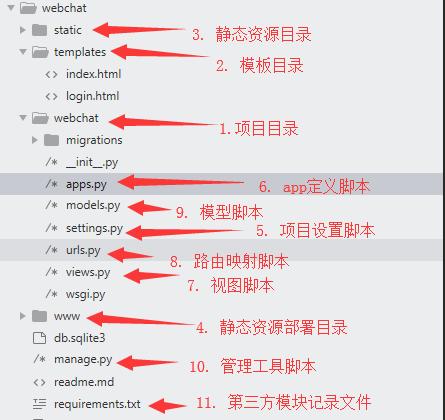 webchat
static
3. 静态资源目录
templates
2. 模板目录
index.html
login.html
webchat
1.项目目录
migrations
__init__.py
apps.py
6. app定义脚本
models.py
9. 模型脚本
settings.py
5. 项目设置脚本
urls.py
8. 路由映射脚本
views.py
7. 视图脚本
wsgi.py
www
4. 静态资源部署目录
db.sqlite3
manage.py
10. 管理工具脚本
readme.md
requirements.txt
11. 第三方模块记录文件